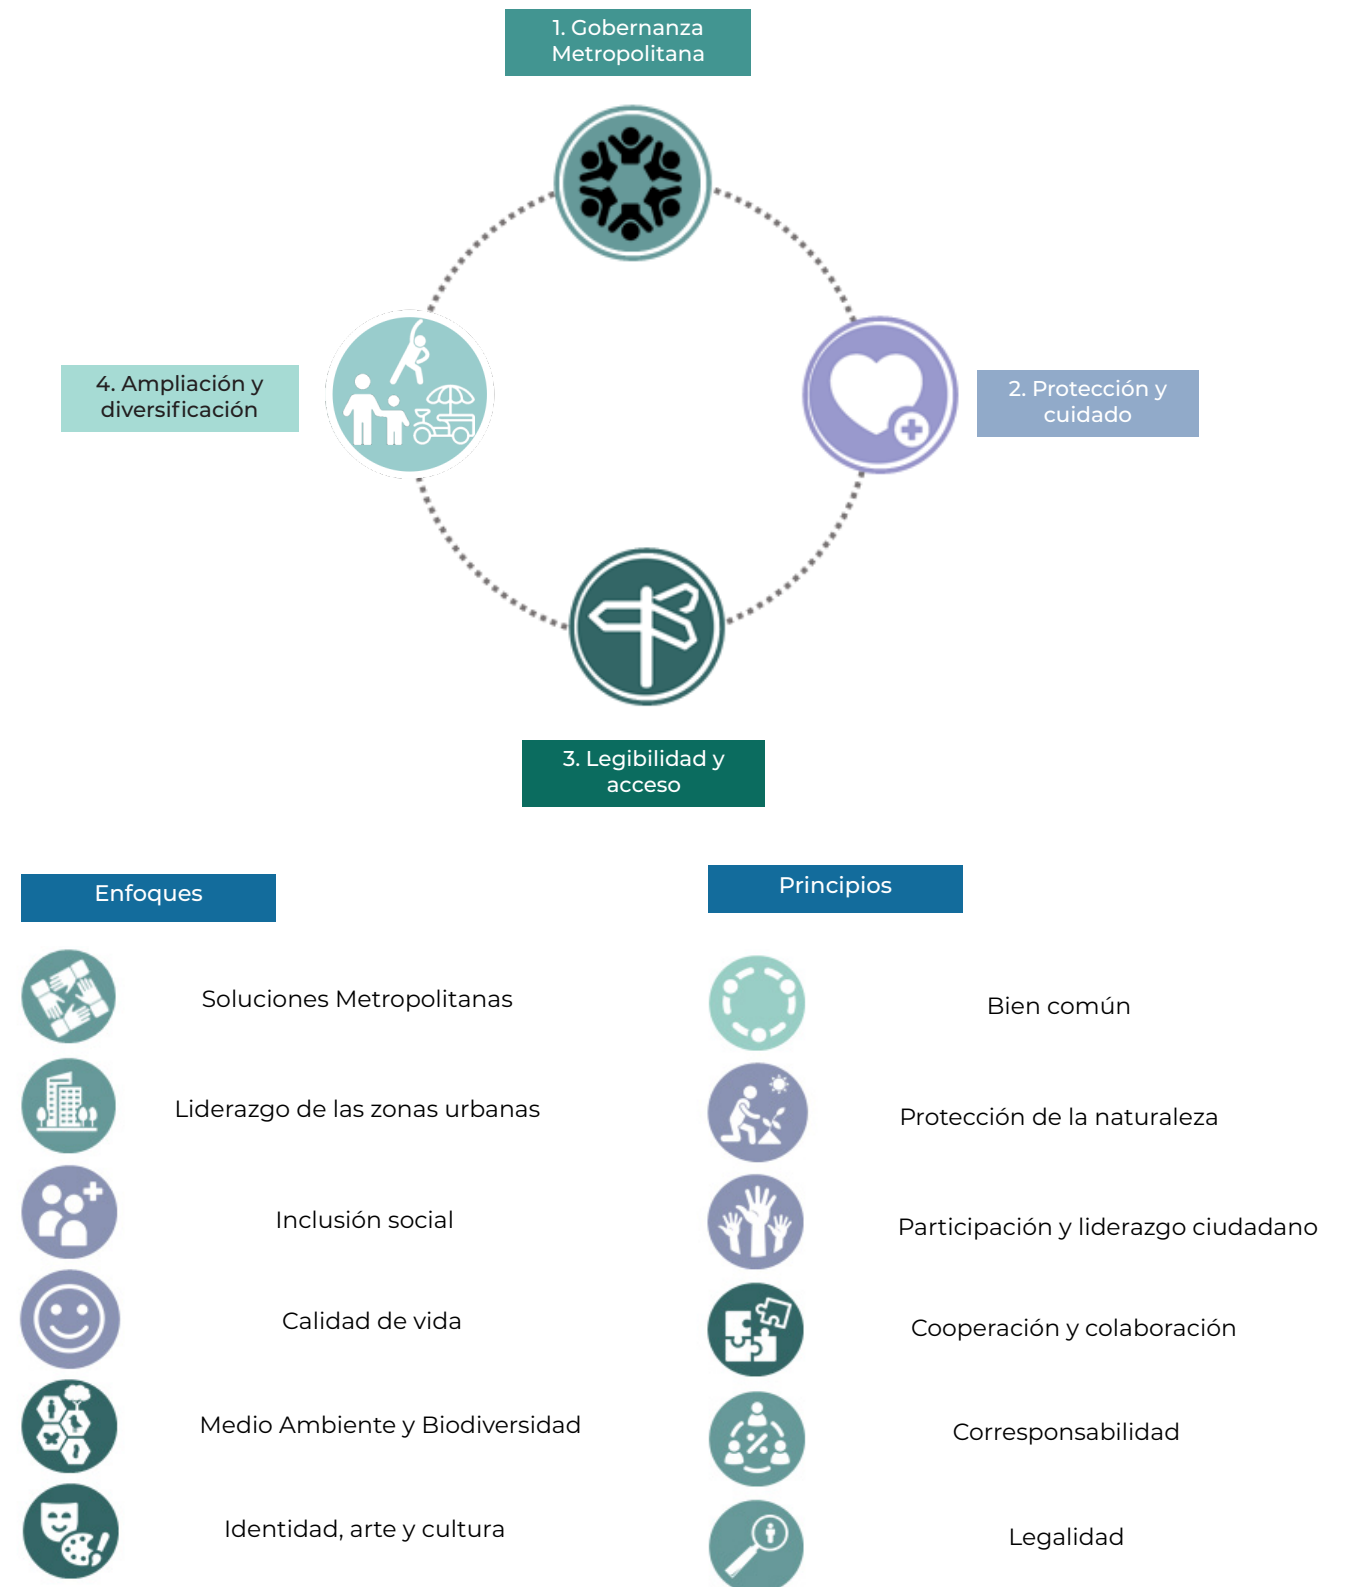 1. Gobernanza
Metropolitana
4. Ampliación y
diversificación
2. Protección y
cuidado
3. Legibilidad y
acceso
Enfoques
Soluciones Metropolitanas
Liderazgo de las zonas urbanas
Inclusión social
Calidad de vida
Medio Ambiente y Biodiversidad
Identidad, arte y cultura
Principios
Bien común
Protección de la naturaleza
Participación y liderazgo ciudadano
Cooperación y colaboración
Corresponsabilidad
Legalidad